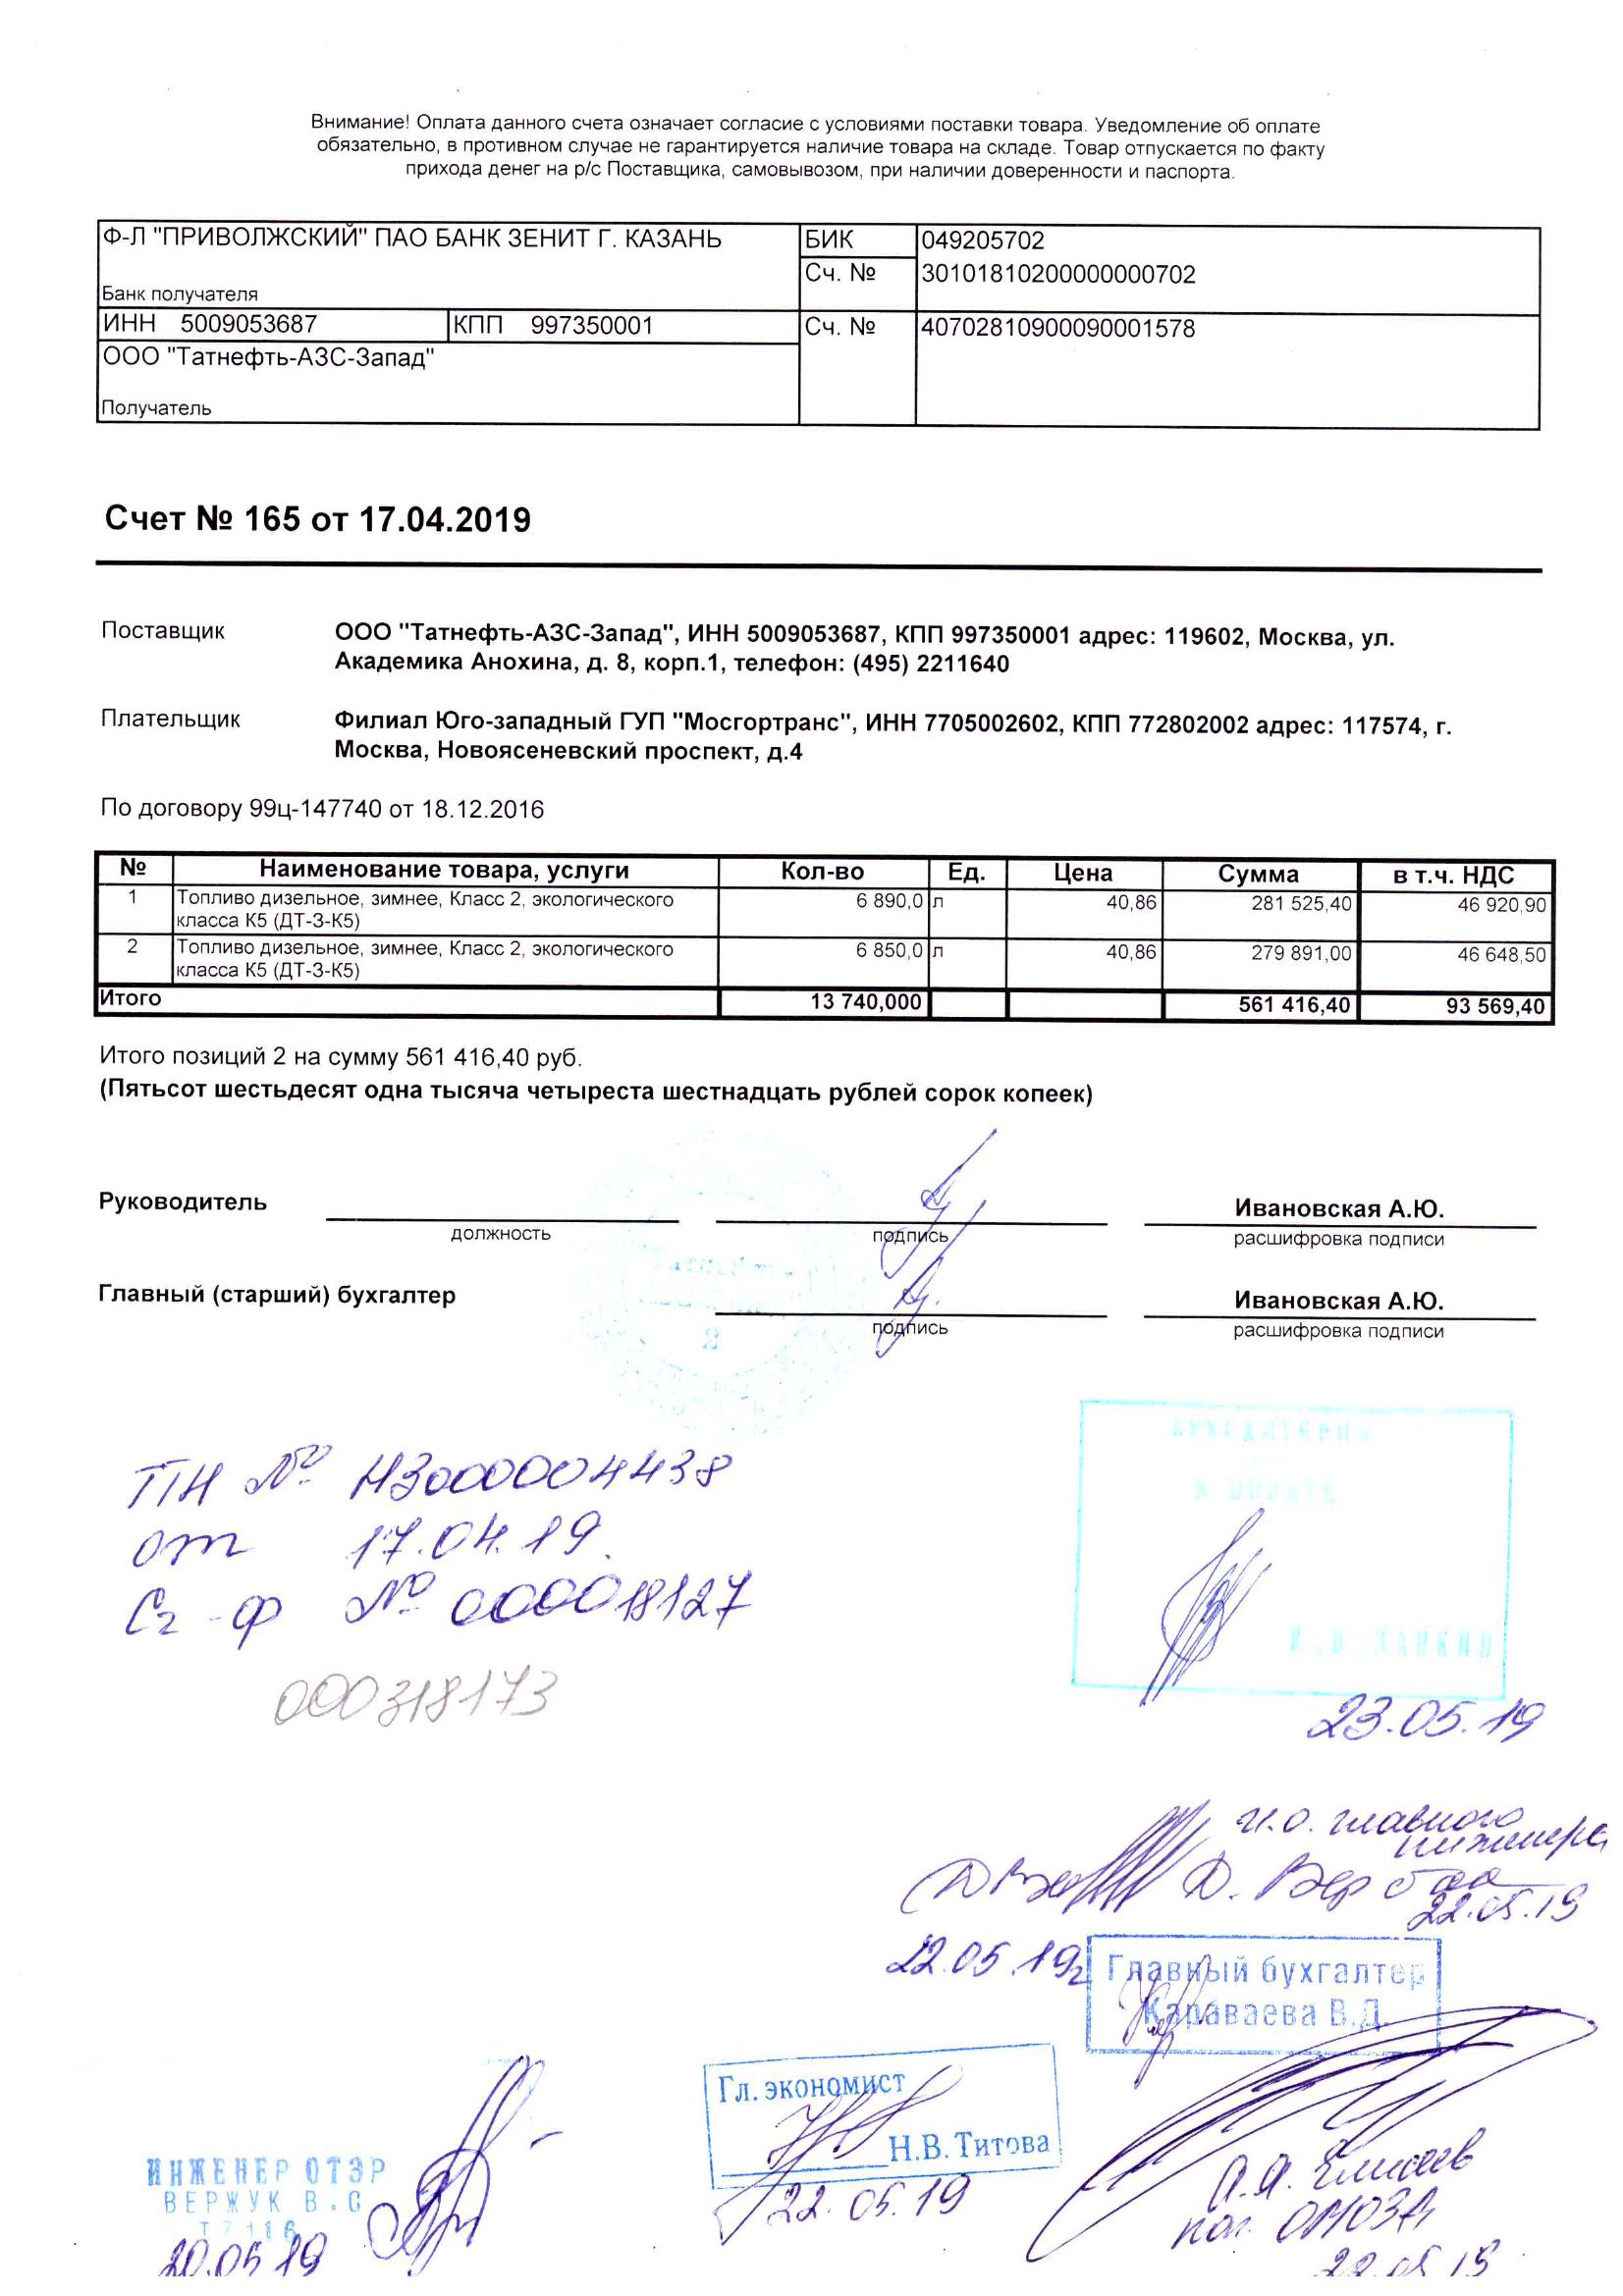 Внимание! Оплата данного счета означает согласие с условиями поставки товара. Уведомление об оплате
обязательно, в противном случае не гарантируется наличие товара на складе. Товар отпускается по факту
прихода денег на р/с Поставщика, самовывозом, при наличии доверенности и паспорта.
Ф-Л "ПРИВОЛЖСКИЙ" ПАО БАНК ЗЕНИТ Г. КАЗАНЬ БИК 049205702
Сч. № 30101810200000000702
Банк получателя
ИНН 5009053687 КПП 997350001 Сч. № 40702810900090001578
ООО "Татнефть-АЗС-Запад"
Получатель
Счет № 165 от 17.04.2019
Поставщик ООО "Татнефть-АЗС-Запад", ИНН 5009053687, КПП 997350001 адрес: 119602, Москва, ул.
Академика Анохина, д. 8, корп.1, телефон: (495) 2211640
Плательщик Филиал Юго-западный ГУП "Мосгортранс", ИНН 7705002602, КПП 772802002 адрес: 117574, г.
Москва, Новоясеневский проспект, д.4
По договору 99ц-147740 от 18.12.2016
№ Наименование товара, услуги Кол-во Ед. Цена Сумма в т.ч. НДС
1 Топливо дизельное, зимнее, Класс 2, экологического 6 890,0 л 40,86 281 525,40 46 920,90
класса К5 (ДТ-З-К5)
2 Топливо дизельное, зимнее, Класс 2, экологического 6 850,0 л 40,86 279 891,00 46 648,50
класса К5 (ДТ-З-К5)
Итого 13 740,000 561 416,40 93 569,40
Итого позиций 2 на сумму 561 416,40 руб.
(Пятьсот шестьдесят одна тысяча четыреста шестнадцать рублей сорок копеек)
Руководитель Ивановская А.Ю.
должность подпись расшифровка подписи
Главный (старший) бухгалтер Ивановская А.Ю.
подпись расшифровка подписи
БУХГАЛТЕРИЯ
К ОПЛАТЕ
ТТН № НЗ000004438
от 17.04.19.
Сч-ф № 000018127
000318173
23.05.19
и.о. главного
инженера
22.05.19
22.05.19г
Главный бухгалтер
Караваева В.Д.
Гл. экономист
Н.В. Титова
22.05.19
ИНЖЕНЕР ОТЭР
ВЕРЖУК В.С
20.05 19
А.Я. Елисеев
22.05 19